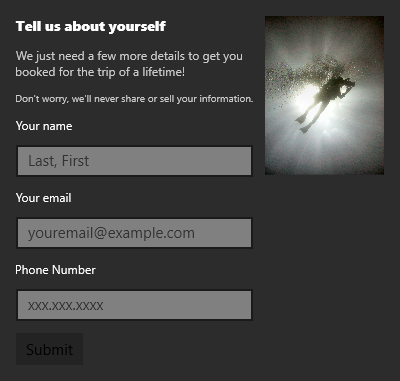 Tell us about yourself
We just need a few more details to get you
booked for the trip of a lifetime!
Don't worry, we'll never share or sell your information.
Your name
Last, First
Your email
youremail@example.com
Phone Number
xxx.xxx.xxxx
Submit